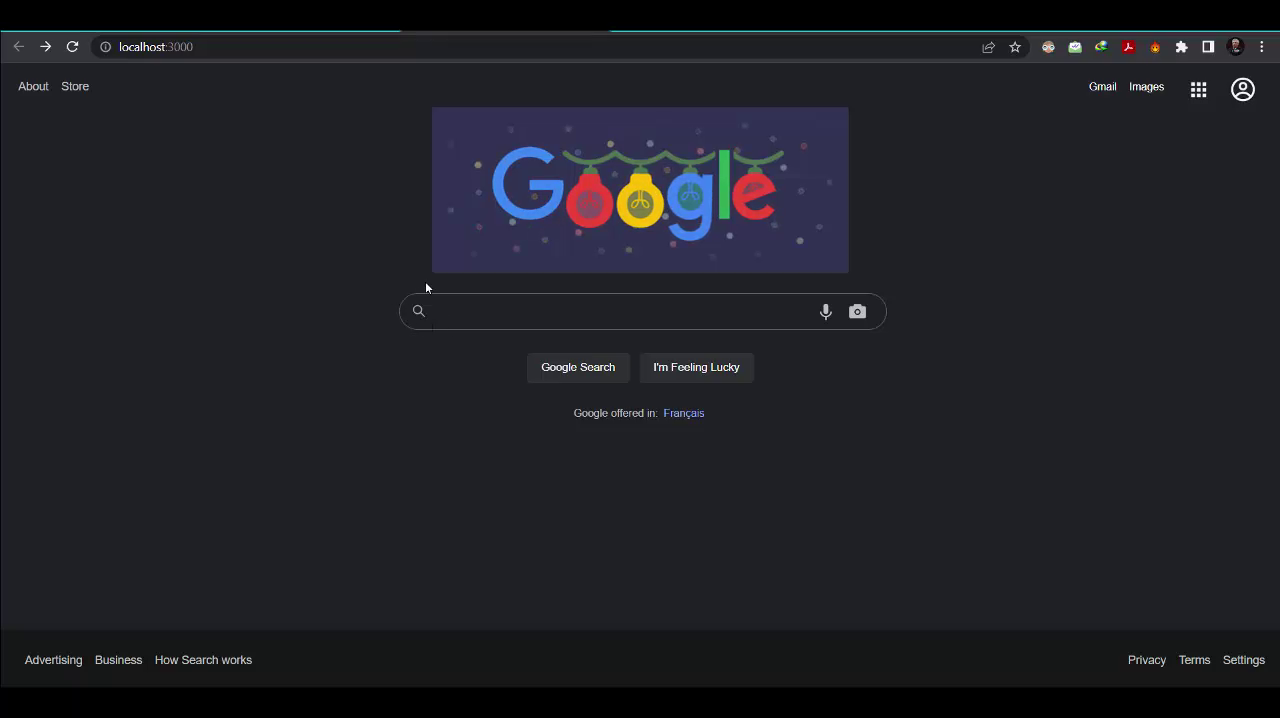 localhost:3000
About Store
Gmail Images
Google
Google Search I'm Feeling Lucky
Google offered in: Français
Advertising Business How Search works
Privacy Terms Settings